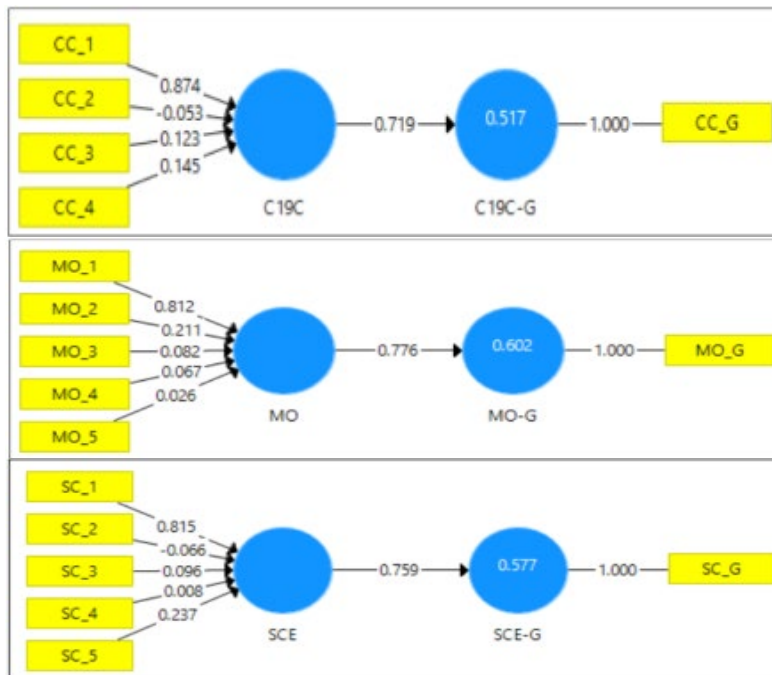 CC_1
0.874
CC_2
-0.053
CC_3
0.123
CC_4
0.145
0.719
0.517
1.000
CC_G
C19C
C19C-G
MO_1
0.812
MO_2
0.211
MO_3
0.082
MO_4
0.067
MO_5
0.026
0.776
0.602
1.000
MO_G
MO
MO-G
SC_1
0.815
SC_2
-0.066
SC_3
0.096
SC_4
0.008
SC_5
0.237
0.759
0.577
1.000
SC_G
SCE
SCE-G